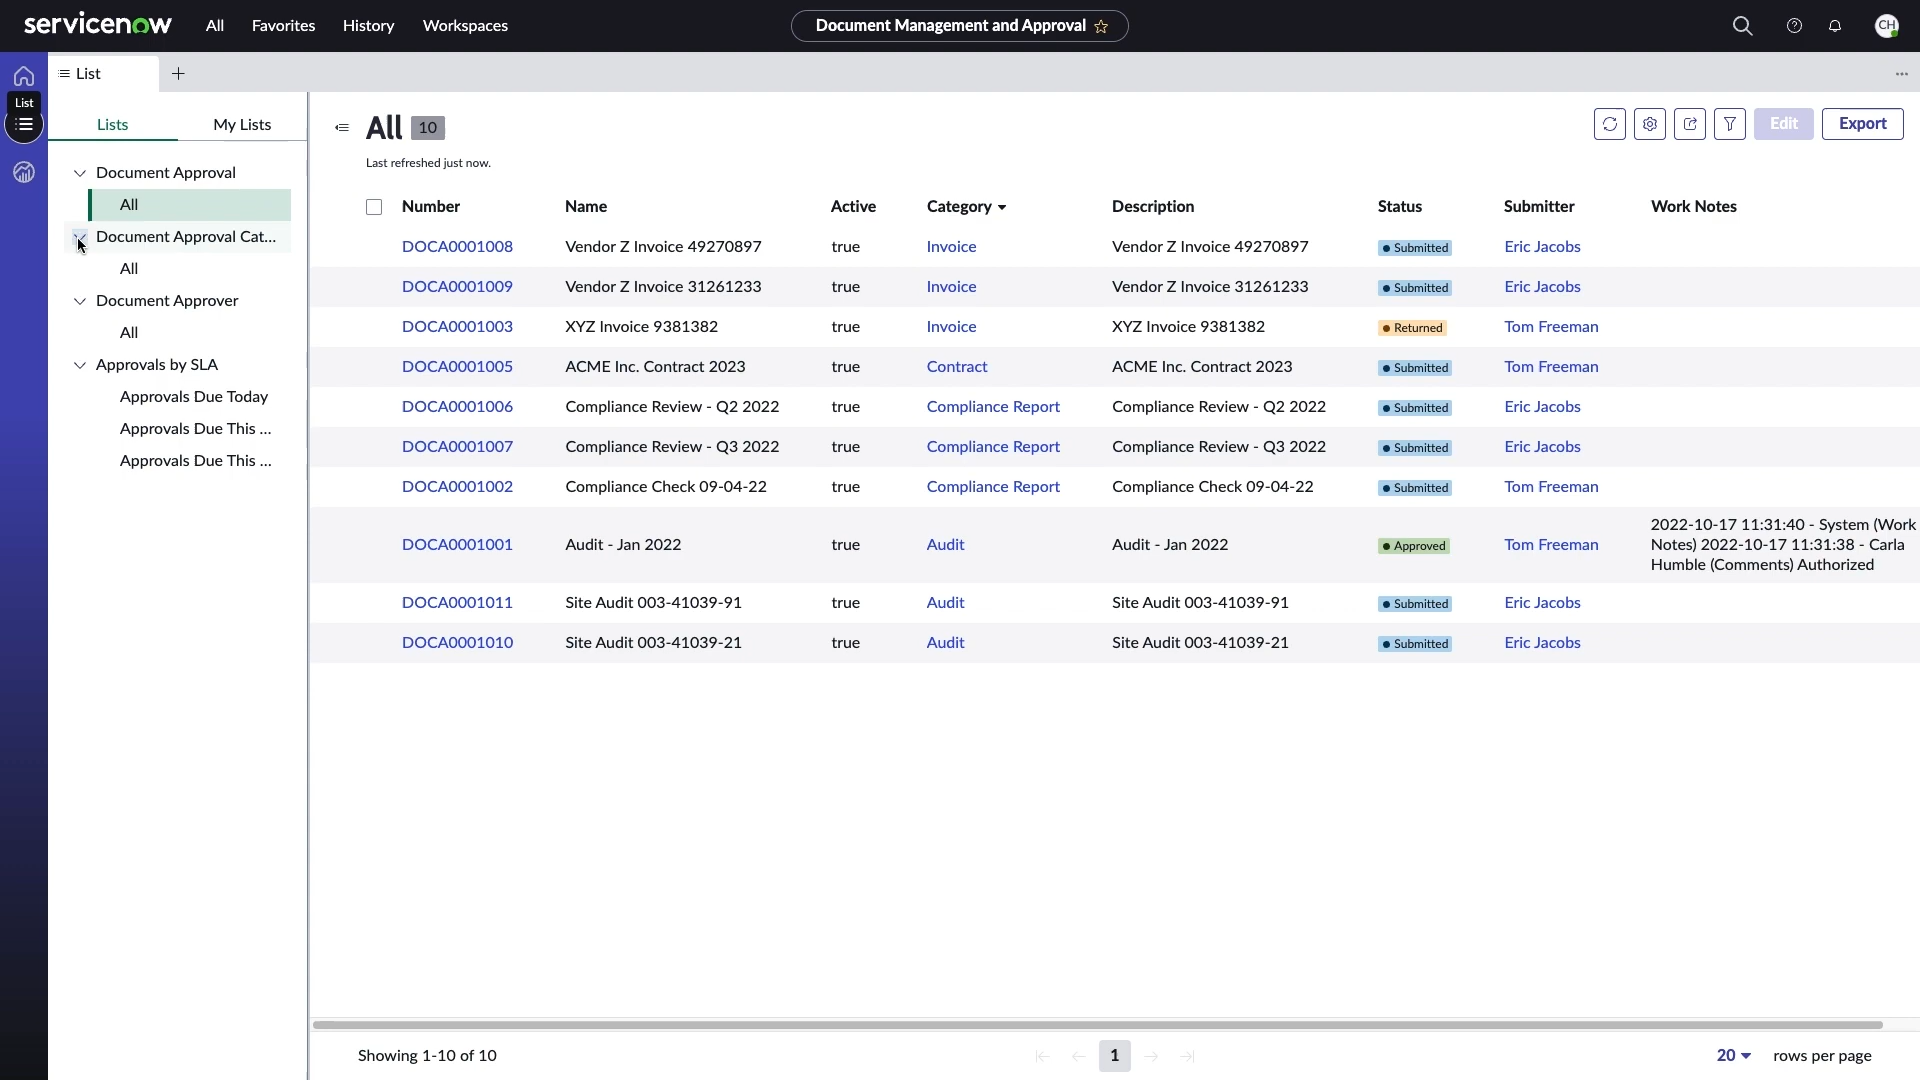 servicenow All Favorites History Workspaces Document Management and Approval CH
List
List
Lists My Lists
Document Approval
All
Document Approval Cat...
All
Document Approver
All
Approvals by SLA
Approvals Due Today
Approvals Due This ...
Approvals Due This ...
All 10
Last refreshed just now.
Edit Export
Number Name Active Category Description Status Submitter Work Notes
DOCA0001008 Vendor Z Invoice 49270897 true Invoice Vendor Z Invoice 49270897 Submitted Eric Jacobs
DOCA0001009 Vendor Z Invoice 31261233 true Invoice Vendor Z Invoice 31261233 Submitted Eric Jacobs
DOCA0001003 XYZ Invoice 9381382 true Invoice XYZ Invoice 9381382 Returned Tom Freeman
DOCA0001005 ACME Inc. Contract 2023 true Contract ACME Inc. Contract 2023 Submitted Tom Freeman
DOCA0001006 Compliance Review - Q2 2022 true Compliance Report Compliance Review - Q2 2022 Submitted Eric Jacobs
DOCA0001007 Compliance Review - Q3 2022 true Compliance Report Compliance Review - Q3 2022 Submitted Eric Jacobs
DOCA0001002 Compliance Check 09-04-22 true Compliance Report Compliance Check 09-04-22 Submitted Tom Freeman
DOCA0001001 Audit - Jan 2022 true Audit Audit - Jan 2022 Approved Tom Freeman
2022-10-17 11:31:40 - System (Work
Notes) 2022-10-17 11:31:38 - Carla
Humble (Comments) Authorized
DOCA0001011 Site Audit 003-41039-91 true Audit Site Audit 003-41039-91 Submitted Eric Jacobs
DOCA0001010 Site Audit 003-41039-21 true Audit Site Audit 003-41039-21 Submitted Eric Jacobs
Showing 1-10 of 10 1 20 rows per page